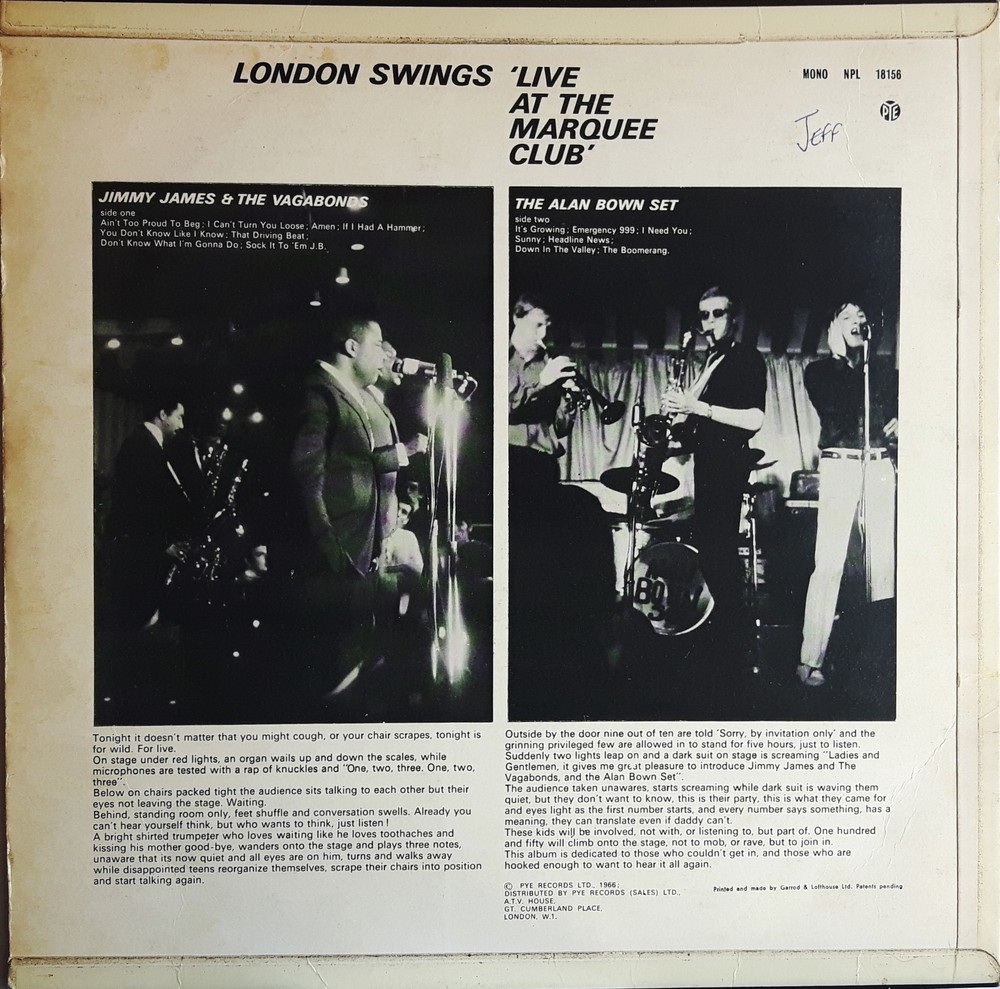 LONDON SWINGS 'LIVE
AT THE
MARQUEE
CLUB'
MONO NPL 18156
PYE
JEFF
JIMMY JAMES & THE VAGABONDS
side one
Ain't Too Proud To Beg; I Can't Turn You Loose; Amen; If I Had A Hammer;
You Don't Know Like I Know; That Driving Beat;
Don't Know What I'm Gonna Do; Sock It To 'Em J.B.
THE ALAN BOWN SET
side two
It's Growing; Emergency 999; I Need You;
Sunny; Headline News;
Down In The Valley; The Boomerang.
Tonight it doesn't matter that you might cough, or your chair scrapes, tonight is
for wild. For live.
On stage under red lights, an organ wails up and down the scales, while
microphones are tested with a rap of knuckles and "One, two, three. One, two,
three".
Below on chairs packed tight the audience sits talking to each other but their
eyes not leaving the stage. Waiting.
Behind, standing room only, feet shuffle and conversation swells. Already you
can't hear yourself think, but who wants to think, just listen!
A bright shirted trumpeter who loves waiting like he loves toothaches and
kissing his mother good-bye, wanders onto the stage and plays three notes,
unaware that its now quiet and all eyes are on him, turns and walks away
while disappointed teens reorganize themselves, scrape their chairs into position
and start talking again.
Outside by the door nine out of ten are told 'Sorry, by invitation only' and the
grinning privileged few are allowed in to stand for five hours, just to listen.
Suddenly two lights leap on and a dark suit on stage is screaming "Ladies and
Gentlemen, it gives me great pleasure to introduce Jimmy James and The
Vagabonds, and the Alan Bown Set".
The audience taken unawares, starts screaming while dark suit is waving them
quiet, but they don't want to know, this is their party, this is what they came for
and eyes light as the first number starts, and every number says something, has a
meaning, they can translate even if daddy can't.
These kids will be involved, not with, or listening to, but part of. One hundred
and fifty will climb onto the stage, not to mob, or rave, but to join in.
This album is dedicated to those who couldn't get in, and those who are
hooked enough to want to hear it all again.
© PYE RECORDS LTD., 1966;
DISTRIBUTED BY PYE RECORDS (SALES) LTD.,
A.T.V. HOUSE,
GT. CUMBERLAND PLACE,
LONDON, W.1.
Printed and made by Garrod & Lofthouse Ltd. Patents pending